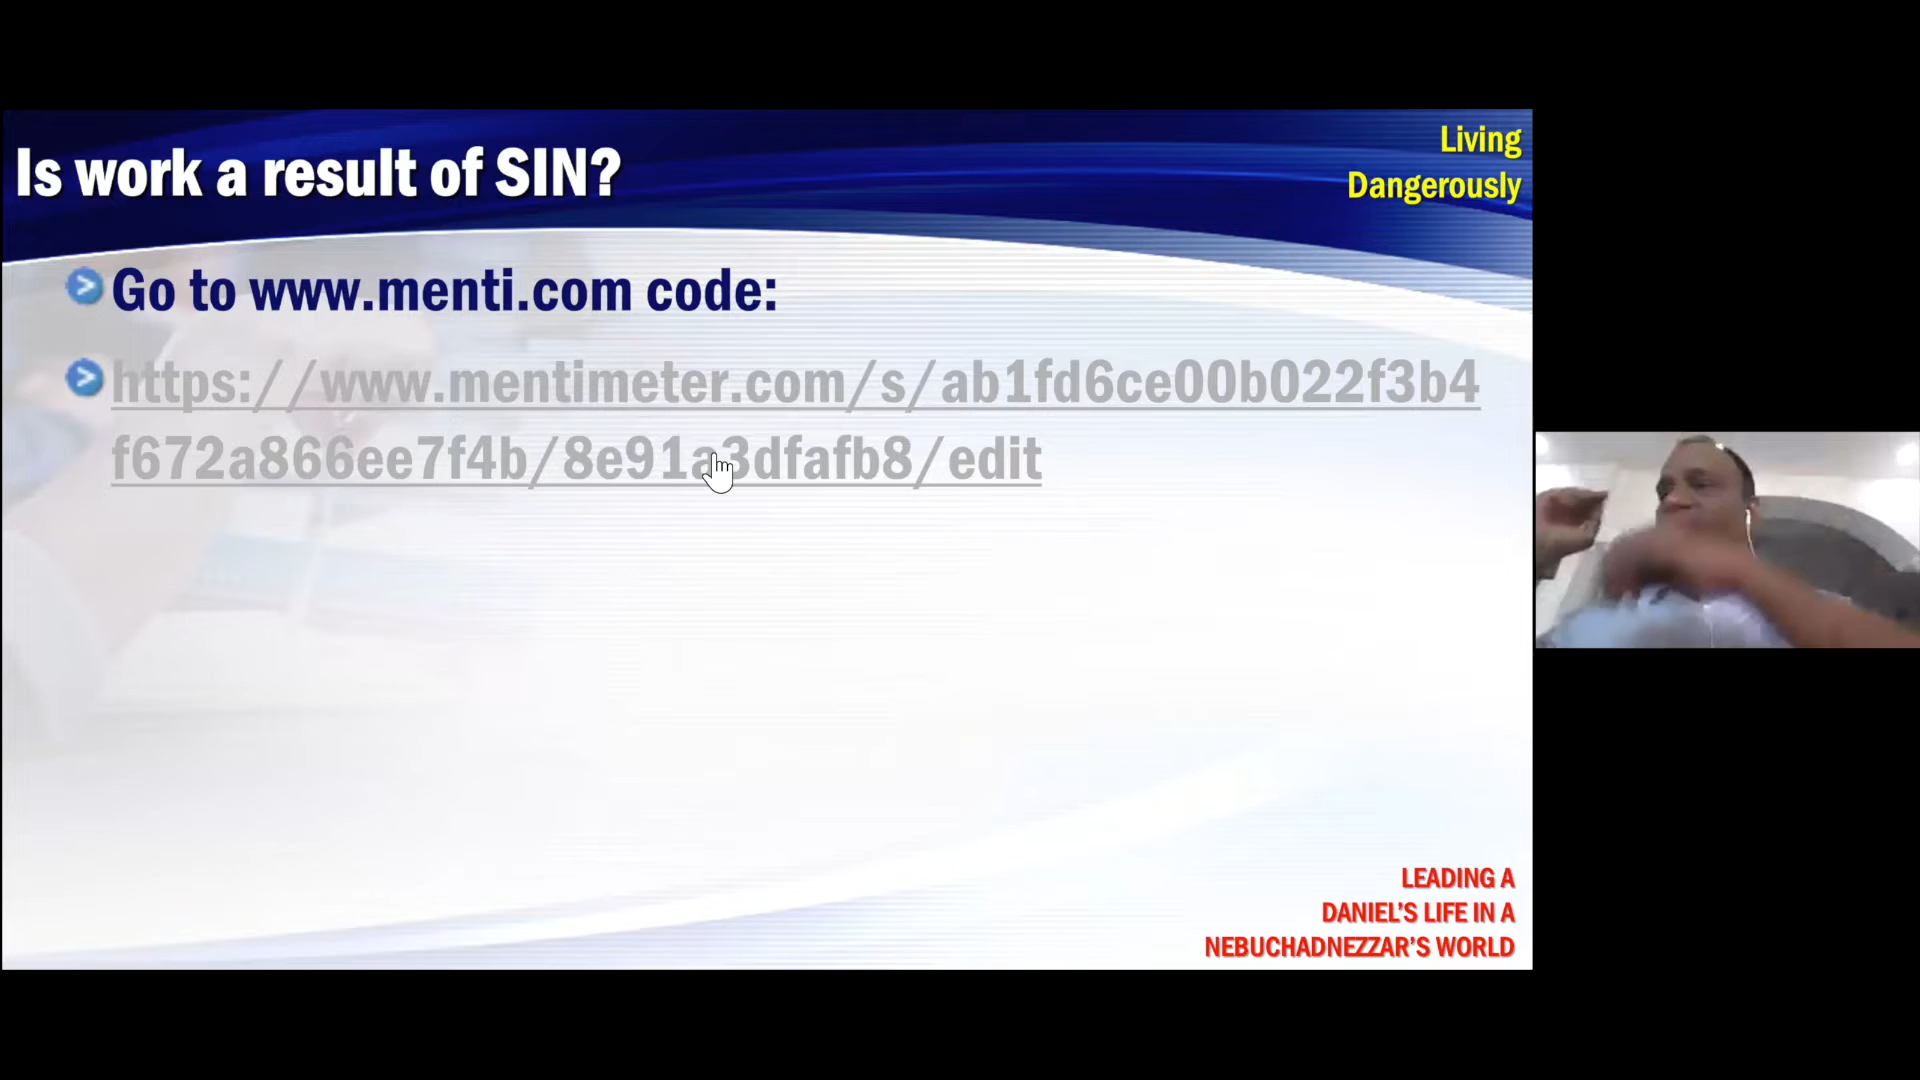 Is work a result of SIN?
Living
Dangerously
Go to www.menti.com code:
https://www.mentimeter.com/s/ab1fd6ce00b022f3b4
f672a866ee7f4b/8e91a3dfafb8/edit
LEADING A
DANIEL'S LIFE IN A
NEBUCHADNEZZAR'S WORLD